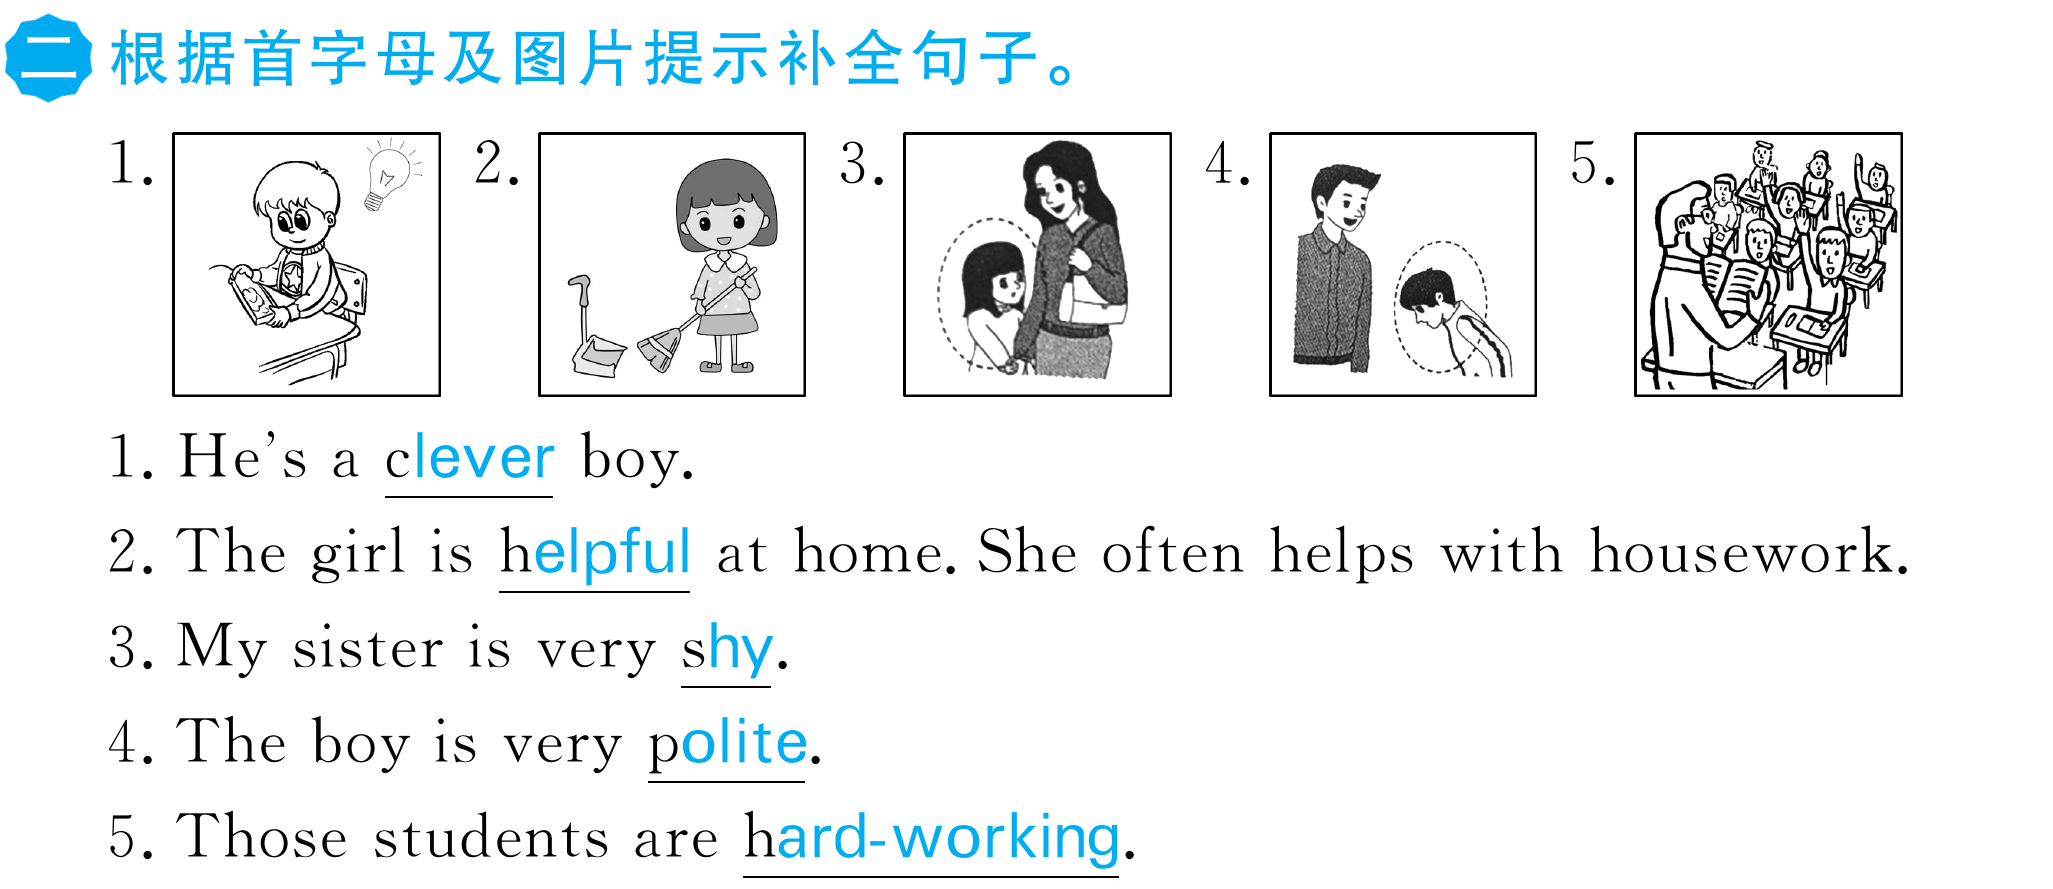 二 根据首字母及图片提示补全句子。
1. 2. 3. 4. 5.
1. He's a clever boy.
2. The girl is helpful at home. She often helps with housework.
3. My sister is very shy.
4. The boy is very polite.
5. Those students are hard-working.